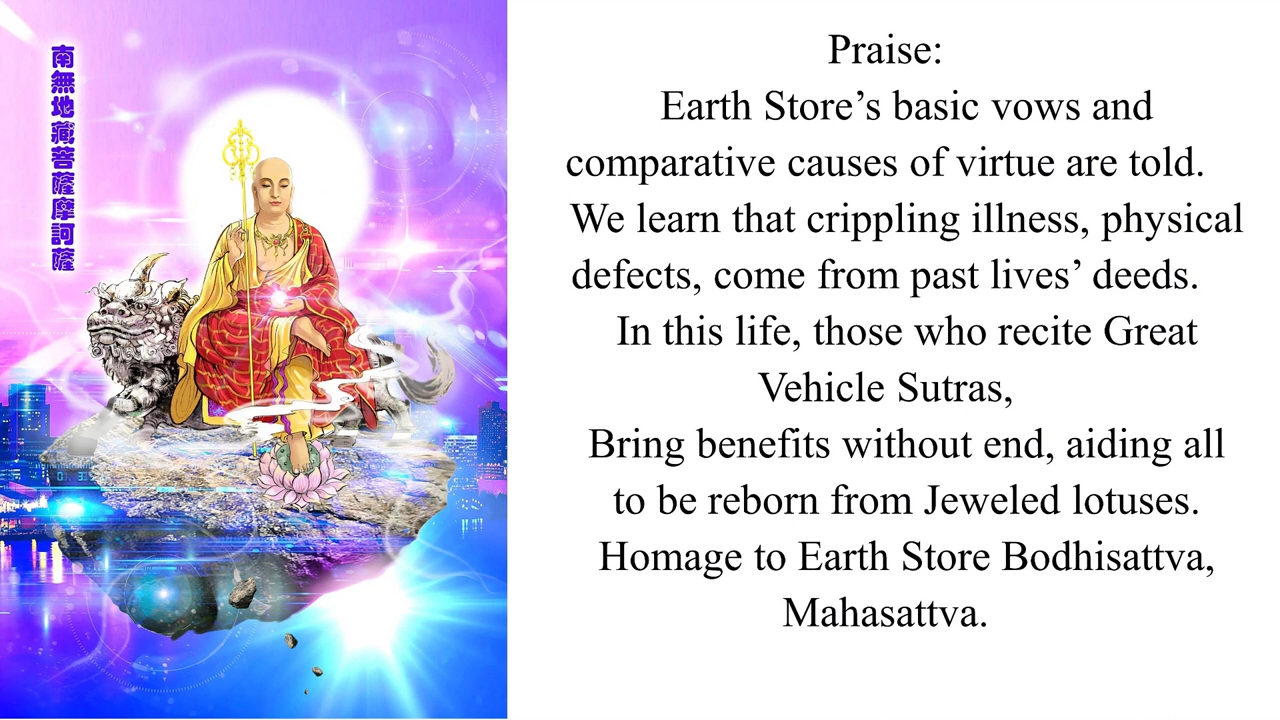 南無地藏菩薩摩訶薩
Praise:
Earth Store’s basic vows and
comparative causes of virtue are told.
We learn that crippling illness, physical
defects, come from past lives’ deeds.
In this life, those who recite Great
Vehicle Sutras,
Bring benefits without end, aiding all
to be reborn from Jeweled lotuses.
Homage to Earth Store Bodhisattva,
Mahasattva.